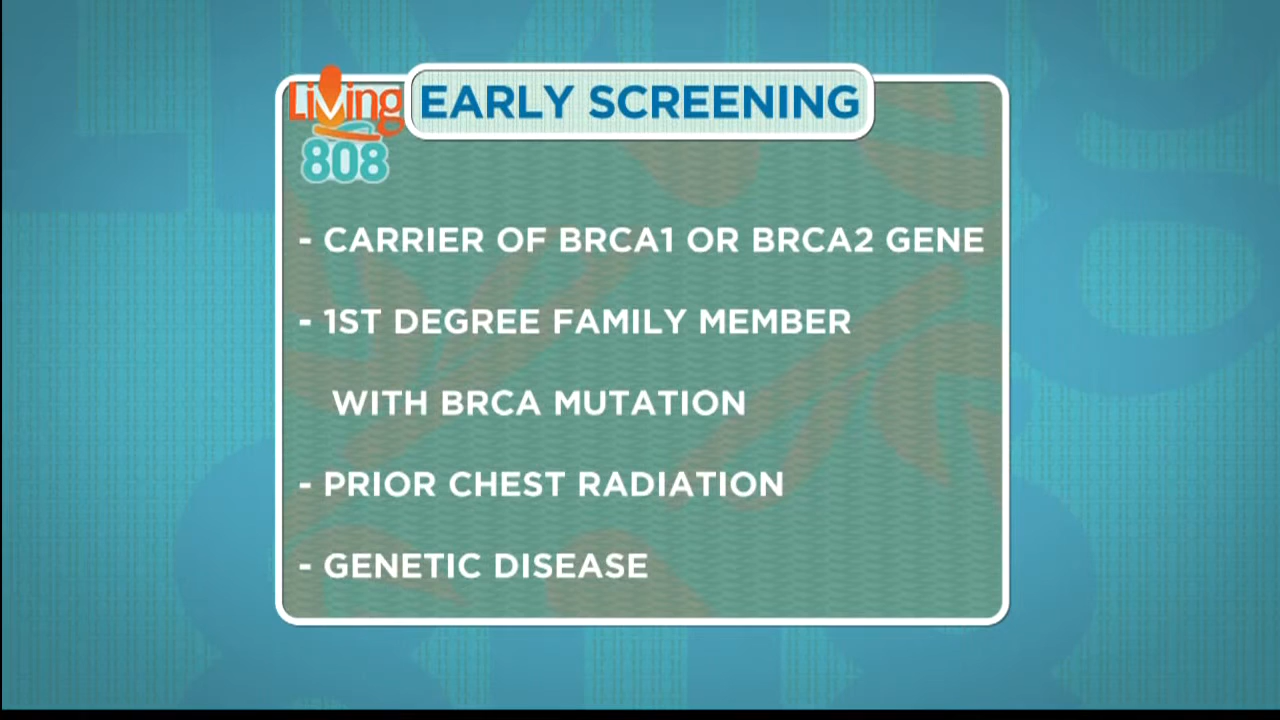 Living
808
EARLY SCREENING
- CARRIER OF BRCA1 OR BRCA2 GENE
- 1ST DEGREE FAMILY MEMBER
WITH BRCA MUTATION
- PRIOR CHEST RADIATION
- GENETIC DISEASE